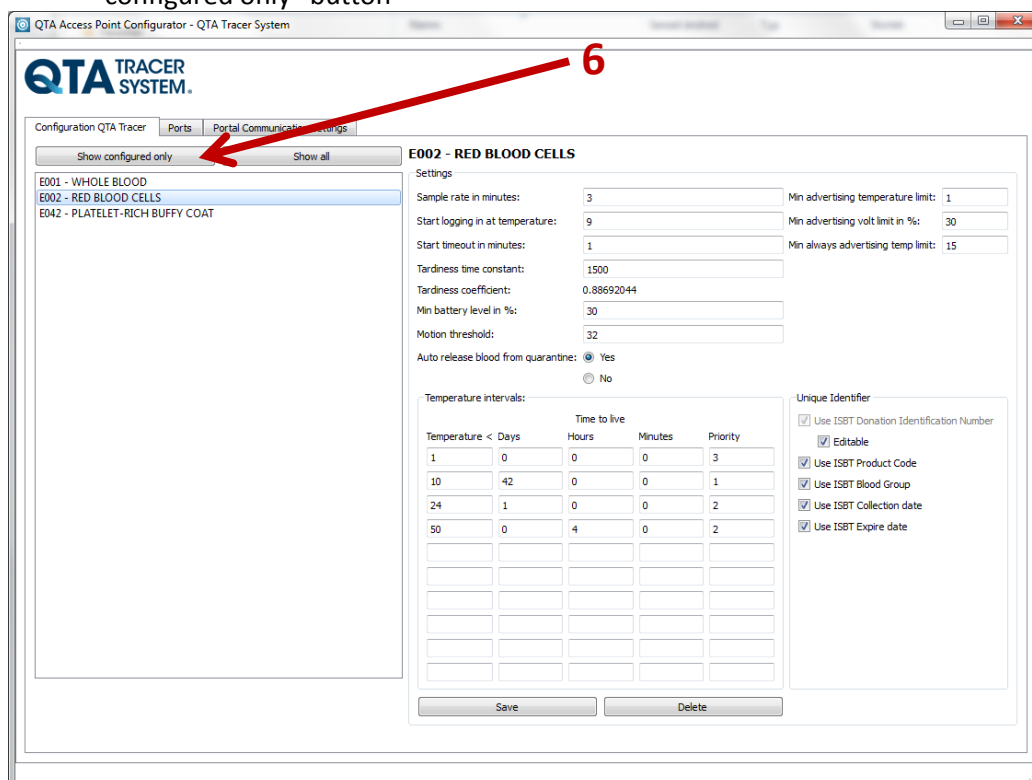 configured only" button
QTA Access Point Configurator - QTA Tracer System
6
QTA TRACER SYSTEM.
Configuration QTA Tracer Ports Portal Communication Settings
Show configured only Show all
E001 - WHOLE BLOOD
E002 - RED BLOOD CELLS
E042 - PLATELET-RICH BUFFY COAT
E002 - RED BLOOD CELLS
Settings
Sample rate in minutes: 3 Min advertising temperature limit: 1
Start logging in at temperature: 9 Min advertising volt limit in %: 30
Start timeout in minutes: 1 Min always advertising temp limit: 15
Tardiness time constant: 1500
Tardiness coefficient: 0.88692044
Min battery level in %: 30
Motion threshold: 32
Auto release blood from quarantine: Yes
No
Temperature intervals:
Time to live
Temperature < Days Hours Minutes Priority
1 0 0 0 3
10 42 0 0 1
24 1 0 0 2
50 0 4 0 2
Unique Identifier
Use ISBT Donation Identification Number
Editable
Use ISBT Product Code
Use ISBT Blood Group
Use ISBT Collection date
Use ISBT Expire date
Save Delete